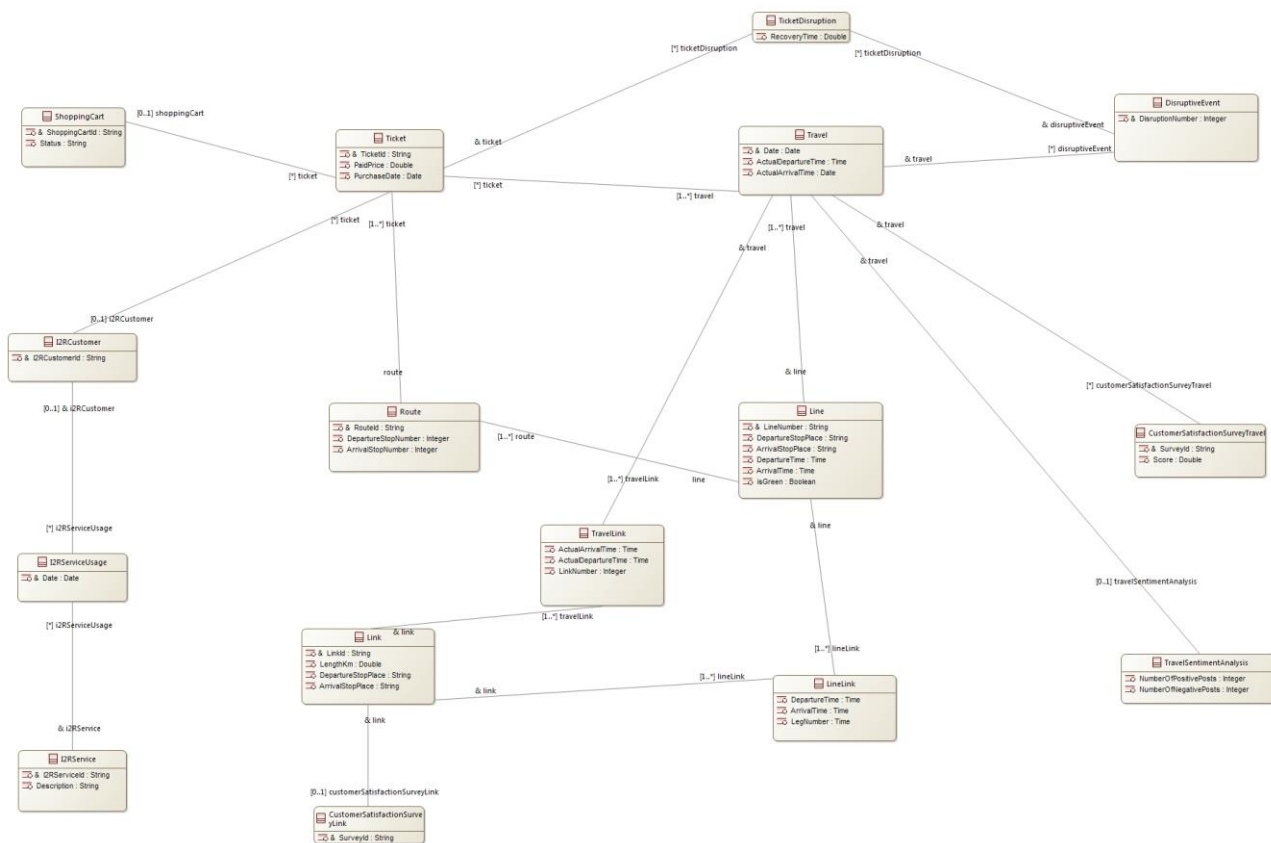 TicketDisruption
RecoveryTime : Double
[*] ticketDisruption
[*] ticketDisruption
ShoppingCart
& ShoppingCartId : String
Status : String
[0..1] shoppingCart
Ticket
& TicketId : String
PaidPrice : Double
PurchaseDate : Date
& ticket
Travel
& Date : Date
ActualDepartureTime : Time
ActualArrivalTime : Date
DisruptiveEvent
& DisruptionNumber : Integer
& disruptiveEvent
& travel
[*] disruptiveEvent
[*] ticket
[*] ticket
[1..*] travel
[*] ticket
[1..*] ticket
[1..*] travel
& travel
& travel
& travel
[0..1] i2RCustomer
I2RCustomer
& I2RCustomerId : String
route
& line
[*] customerSatisfactionSurveyTravel
[0..1] & i2RCustomer
Route
& RouteId : String
DepartureStopNumber : Integer
ArrivalStopNumber : Integer
[1..*] route
line
Line
& LineNumber : String
DepartureStopPlace : String
ArrivalStopPlace : String
DepartureTime : Time
ArrivalTime : Time
isGreen : Boolean
CustomerSatisfactionSurveyTravel
& SurveyId : String
Score : Double
[1..*] travelLink
& line
[*] i2RServiceUsage
I2RServiceUsage
& Date : Date
TravelLink
ActualArrivalTime : Time
ActualDepartureTime : Time
LinkNumber : Integer
[0..1] travelSentimentAnalysis
[*] i2RServiceUsage
[1..*] travelLink
& link
Link
& LinkId : String
LengthKm : Double
DepartureStopPlace : String
ArrivalStopPlace : String
[1..*] lineLink
TravelSentimentAnalysis
NumberOfPositivePosts : Integer
NumberOfNegativePosts : Integer
& link
[1..*] lineLink
LineLink
DepartureTime : Time
ArrivalTime : Time
LegNumber : Time
& link
& i2RService
I2RService
& I2RServiceId : String
Description : String
[0..1] customerSatisfactionSurveyLink
CustomerSatisfactionSurve
yLink
& SurveyId : String